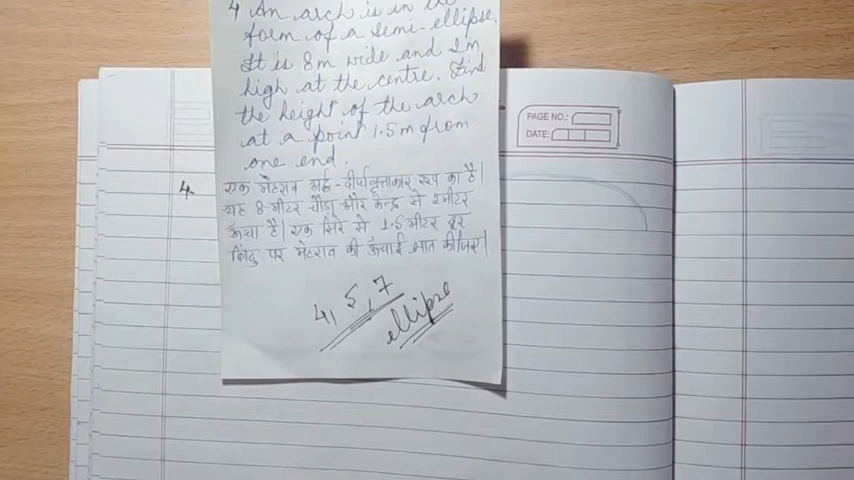 4 An arch is in the
form of a semi-ellipse.
It is 8m wide and 2m
high at the centre. Find
the height of the arch
at a point 1.5m from
one end.
एक मेहराब अर्द्ध-दीर्घवृत्ताकार रूप का है।
यह 8 मीटर चौड़ा और केन्द्र से 2 मीटर
ऊँचा है। एक सिरे से 1.5 मीटर दूर
बिंदु पर मेहराब की ऊँचाई ज्ञात कीजिए।
4, 5, 7
ellipse
4.
PAGE NO.:
DATE: